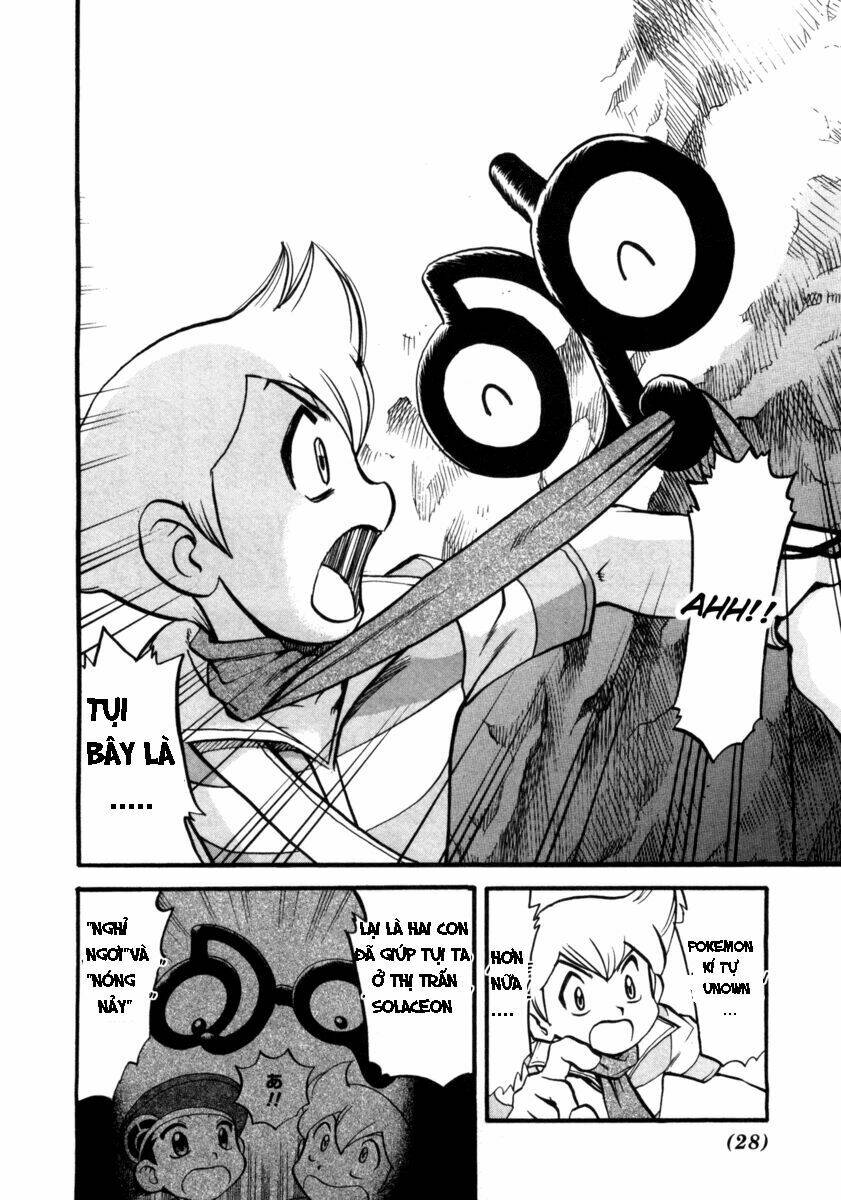 AHH!!
TỤI
BÂY LÀ
.....
POKEMON
KÍ TỰ
UNOWN
...
HƠN
NỮA
....
LẠI LÀ HAI CON
ĐÃ GIÚP TỤI TA
Ở THỊ TRẤN
SOLACEON
"NGHỈ
NGƠI"VÀ
"NÓNG
NẢY"
あ!!
(28)